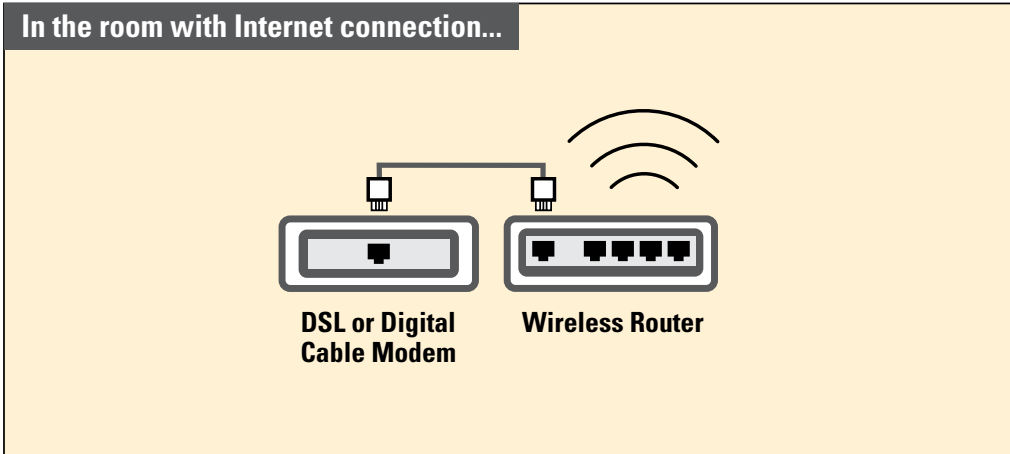 In the room with Internet connection...
DSL or Digital
Cable Modem
Wireless Router